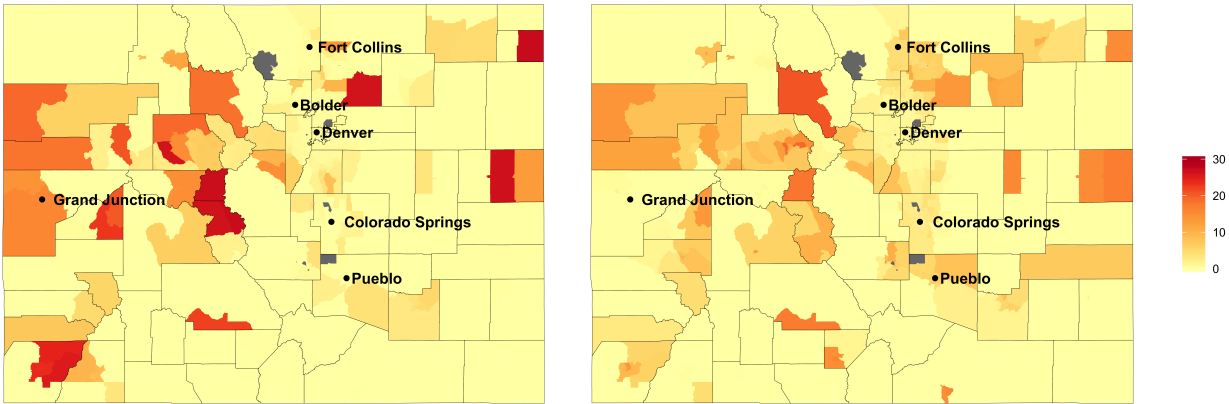 Fort Collins
Bolder
Denver
Grand Junction
Colorado Springs
Pueblo
Fort Collins
Bolder
Denver
Grand Junction
Colorado Springs
Pueblo
30
20
10
0